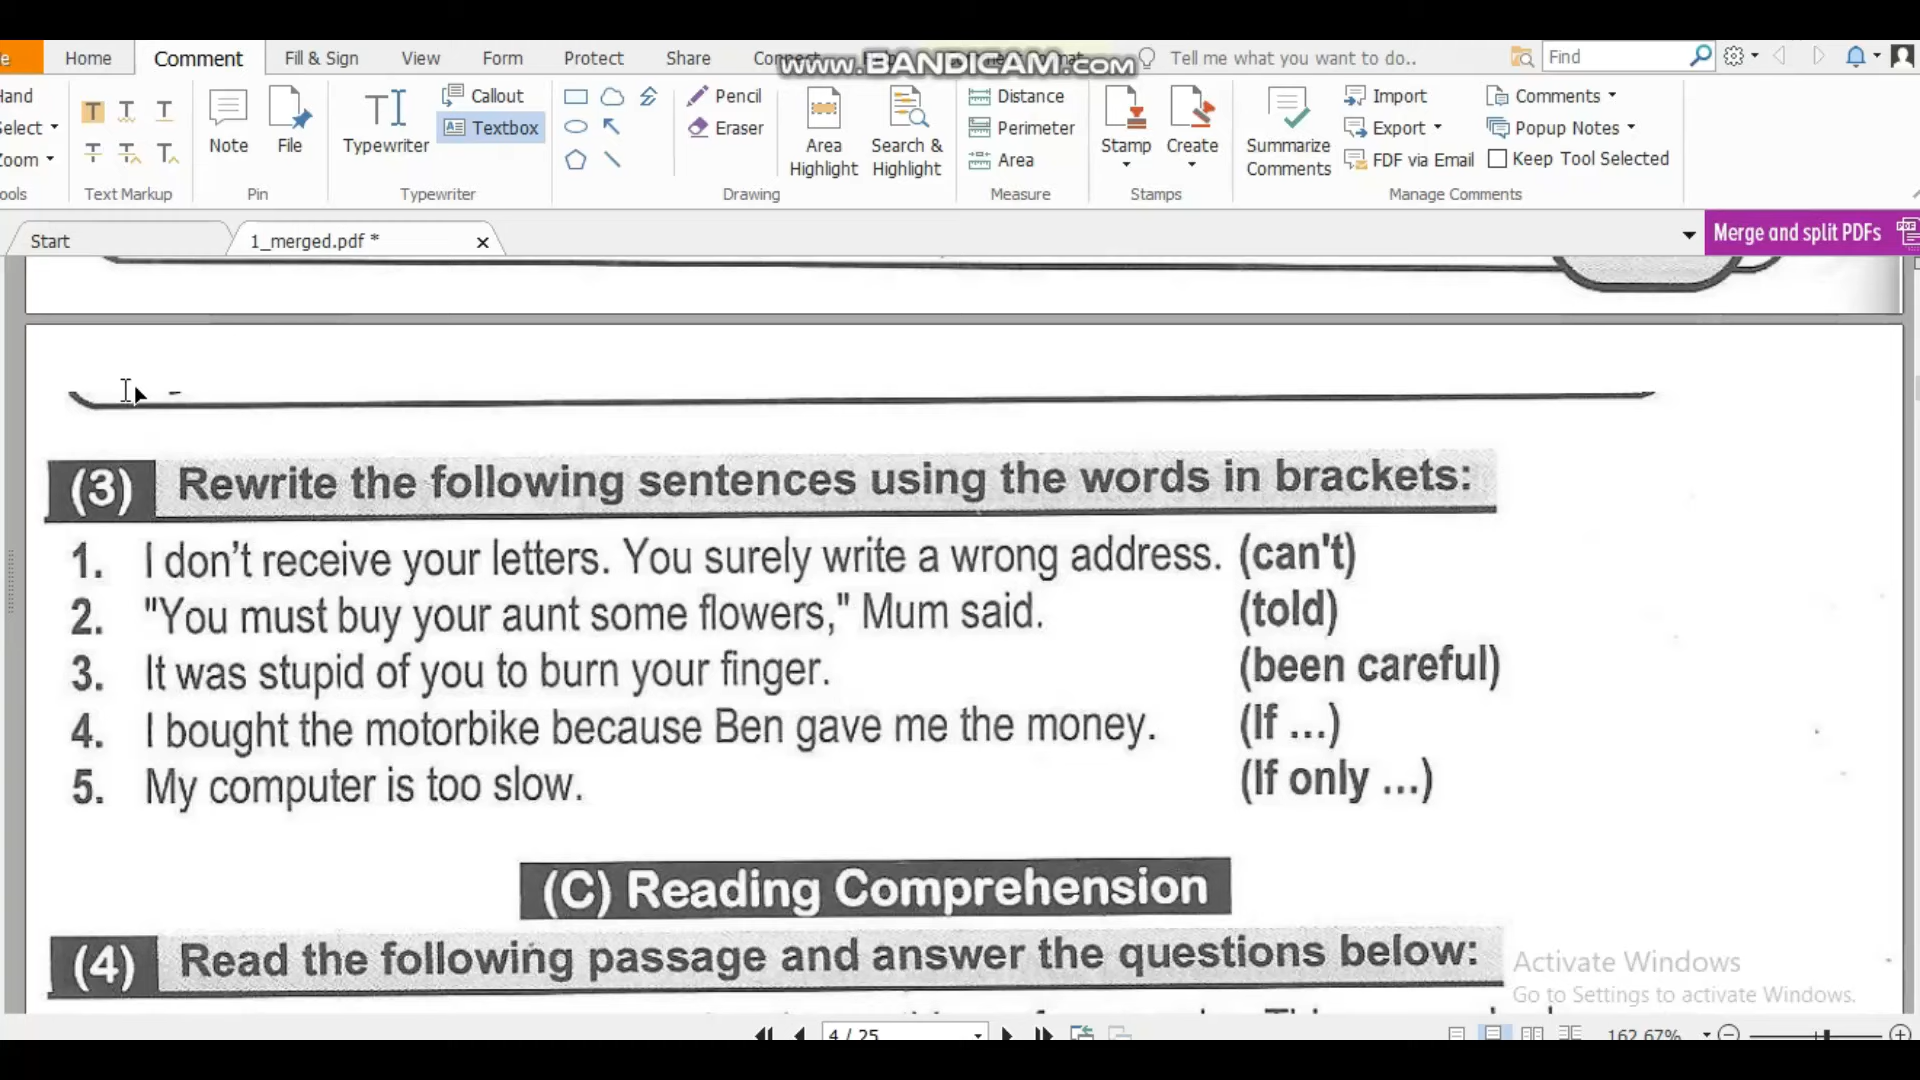 Home Comment Fill & Sign View Form Protect Share Connect Tell me what you want to do.. Find
www.BANDICAM.com
Hand Select Zoom
Note File Typewriter Callout Textbox
Pencil Eraser
Area Highlight Search & Highlight
Distance Perimeter Area
Stamp Create
Summarize Comments
Import Export FDF via Email
Comments Popup Notes Keep Tool Selected
Text Markup Pin Typewriter Drawing Measure Stamps Manage Comments
Start 1_merged.pdf * Merge and split PDFs
(3) Rewrite the following sentences using the words in brackets:
1. I don't receive your letters. You surely write a wrong address. (can't)
2. "You must buy your aunt some flowers," Mum said. (told)
3. It was stupid of you to burn your finger. (been careful)
4. I bought the motorbike because Ben gave me the money. (If ...)
5. My computer is too slow. (If only ...)
(C) Reading Comprehension
(4) Read the following passage and answer the questions below:
Activate Windows
Go to Settings to activate Windows.
4 / 25 162.67%